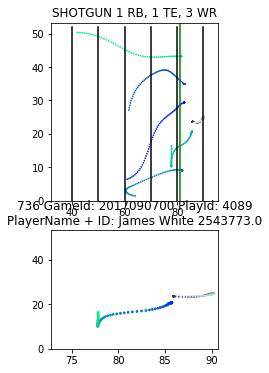 SHOTGUN 1 RB, 1 TE, 3 WR
50
40
30
20
10
0
40 60 80
736 GameId: 2017090700 PlayId: 4089
PlayerName + ID: James White 2543773.0
40
20
0
75 80 85 90